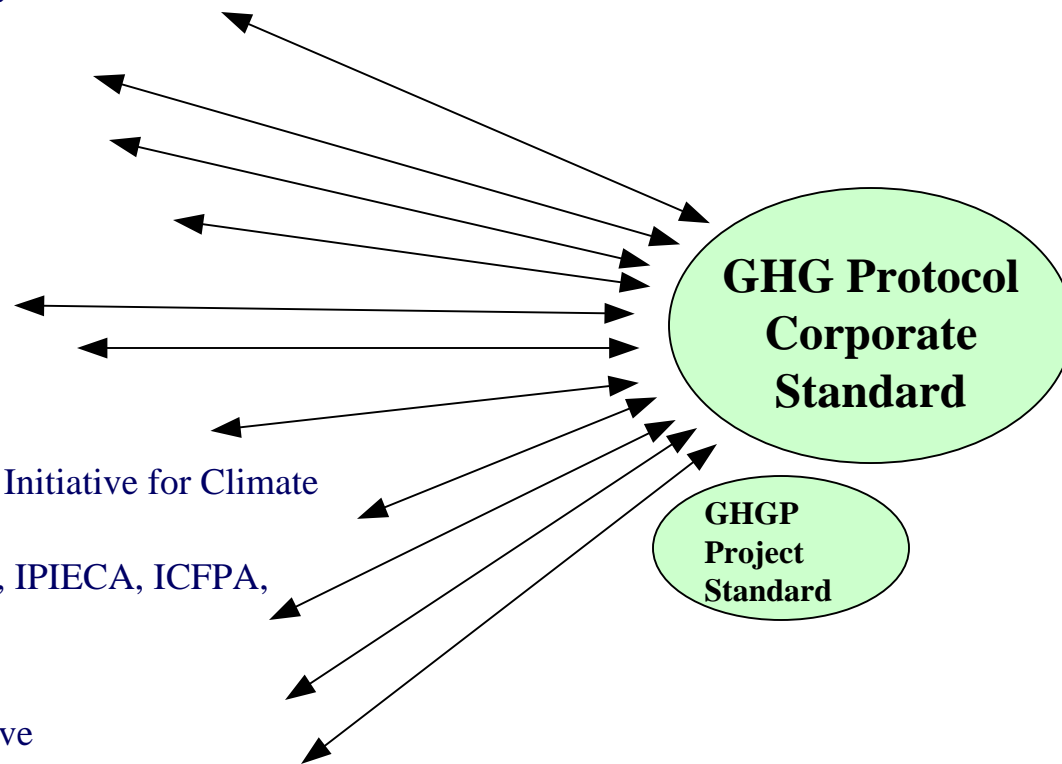 GHG Protocol
Corporate
Standard
Initiative for Climate
GHGP
Project
Standard
, IPIECA, ICFPA,
ve